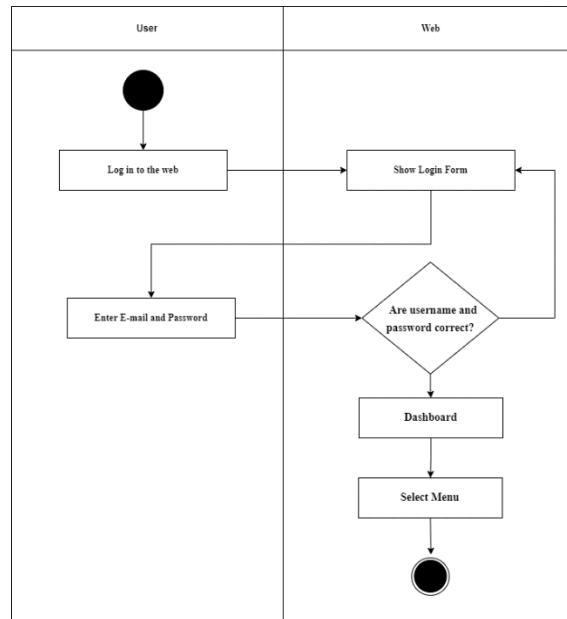 User
Web
Log in to the web
Show Login Form
Enter E-mail and Password
Are username and
password correct?
Dashboard
Select Menu